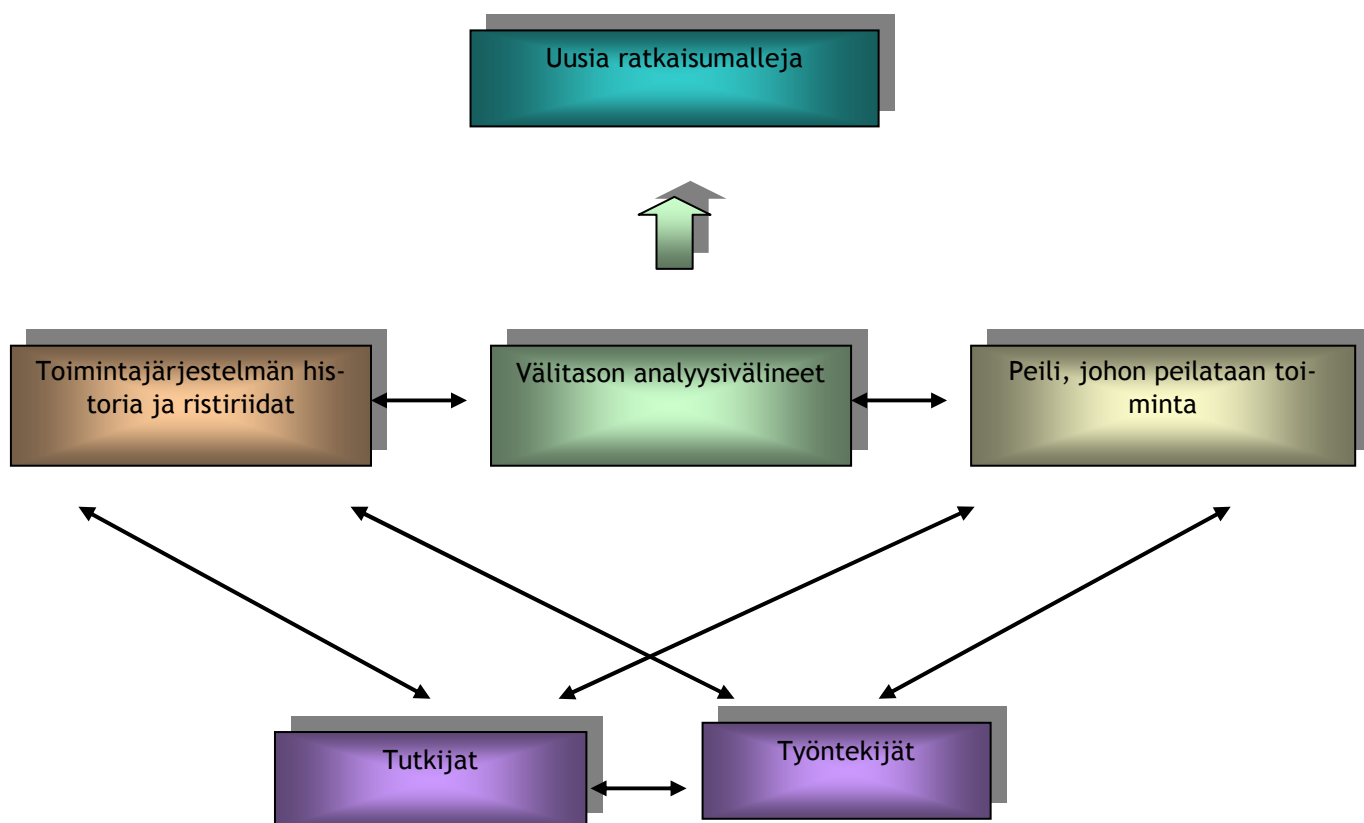 Uusia ratkaisumalleja
Toimintajärjestelmän his-
toria ja ristiriidat
Välitason analyysivälineet
Peili, johon peilataan toi-
minta
Tutkijat
Työntekijät